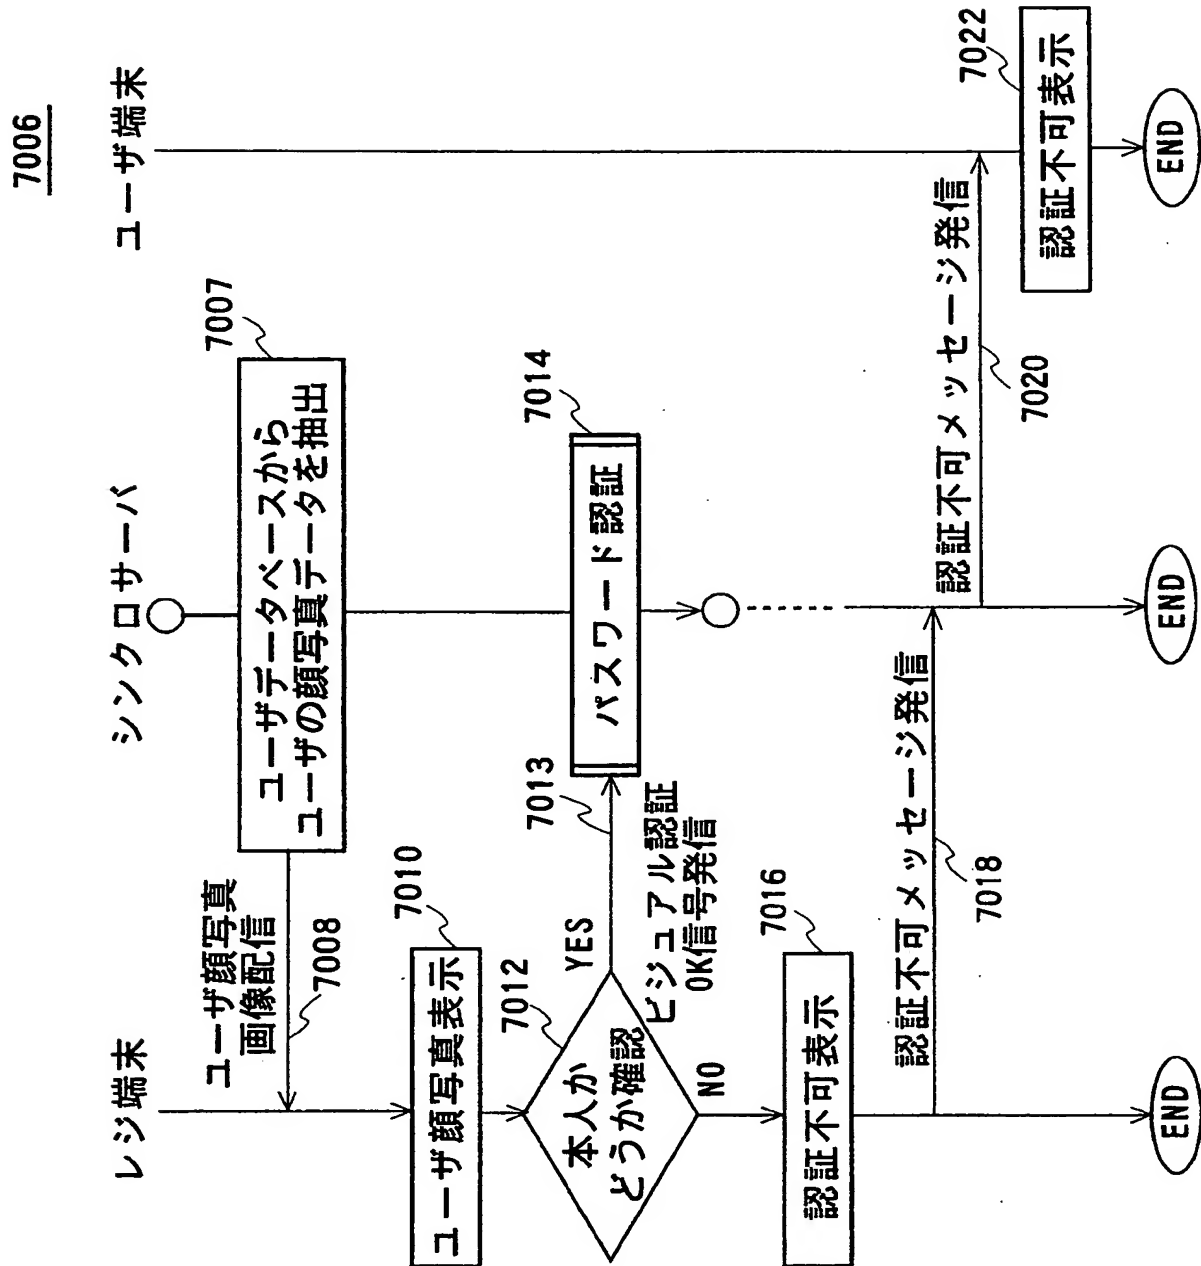 7006
レジ端末
シンクロサーバ
ユーザ端末
7007
ユーザデータベースから
ユーザの顔写真データを抽出
ユーザ顔写真
画像配信
7008
7010
ユーザ顔写真表示
7012
本人か
どうか確認
YES
7013
ビジュアル認証
OK信号発信
7014
パスワード認証
NO
7016
認証不可表示
認証不可メッセージ発信
7018
認証不可メッセージ発信
7020
7022
認証不可表示
END
END
END